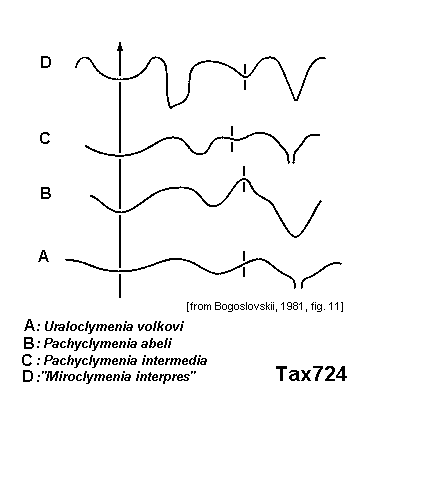 D
C
B
A
[from Bogoslovskii, 1981, fig. 11]
A: Uraloclymenia volkovi
B: Pachyclymenia abeli
C: Pachyclymenia intermedia
D:"Miroclymenia interpres"
Tax724